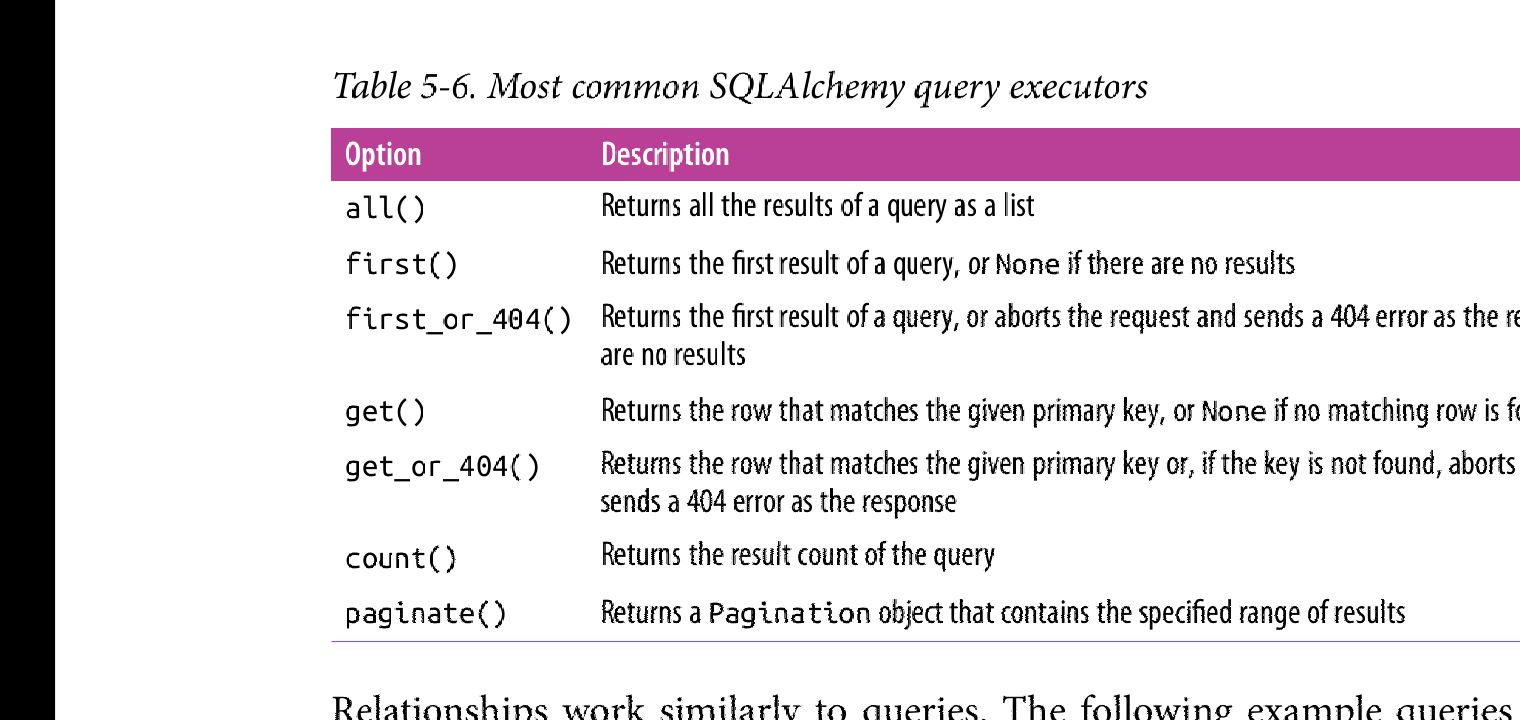 Table 5-6. Most common SQLAlchemy query executors
Option Description
all() Returns all the results of a query as a list
first() Returns the first result of a query, or None if there are no results
first_or_404() Returns the first result of a query, or aborts the request and sends a 404 error as the
are no results
get() Returns the row that matches the given primary key, or None if no matching row is
get_or_404() Returns the row that matches the given primary key or, if the key is not found, aborts
sends a 404 error as the response
count() Returns the result count of the query
paginate() Returns a Pagination object that contains the specified range of results
Relationships work similarly to queries. The following example queries